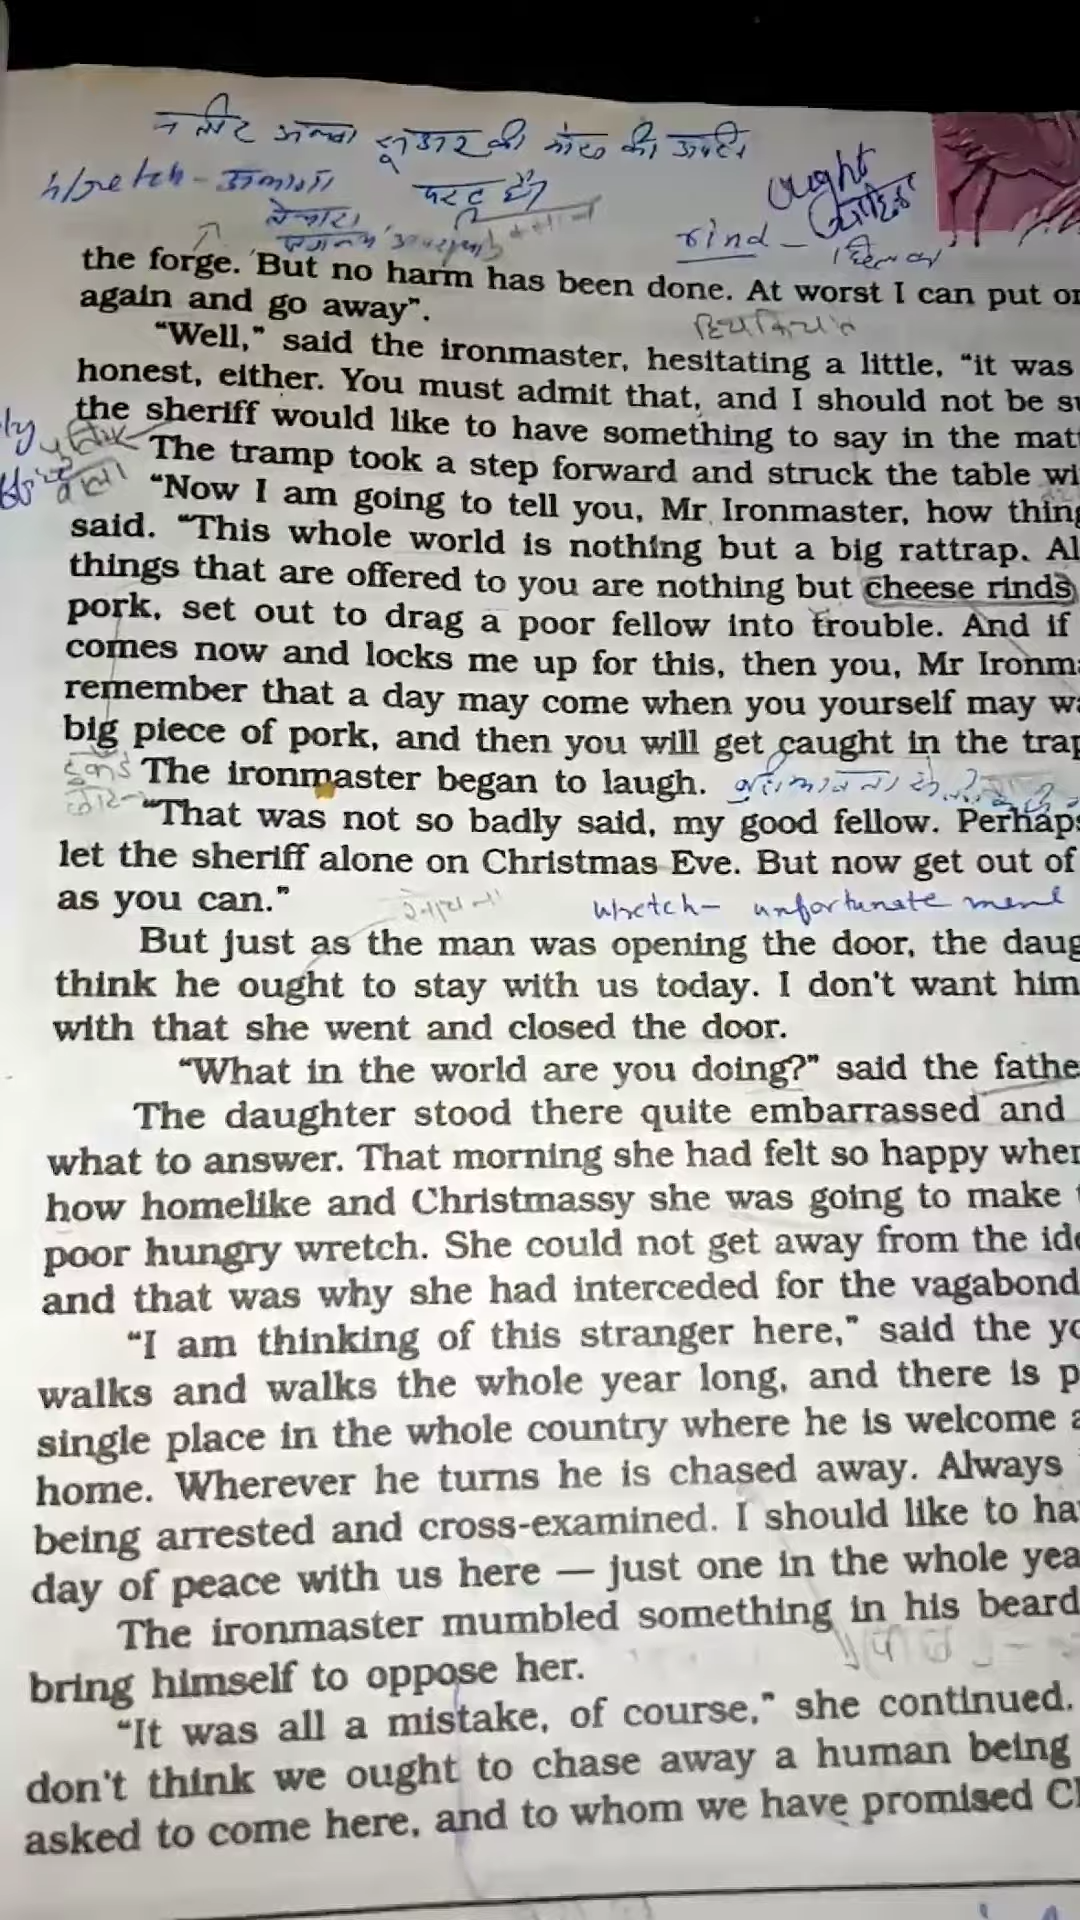 wretch - अभागा
ought
rind -
the forge. But no harm has been done. At worst I can put
again and go away”.
“Well,” said the ironmaster, hesitating a little, “it was
honest, either. You must admit that, and I should not be
the sheriff would like to have something to say in the
The tramp took a step forward and struck the table
“Now I am going to tell you, Mr Ironmaster, how
said. “This whole world is nothing but a big rattrap.
things that are offered to you are nothing but cheese rinds
pork, set out to drag a poor fellow into trouble. And if
comes now and locks me up for this, then you, Mr
remember that a day may come when you yourself may
big piece of pork, and then you will get caught in the
The ironmaster began to laugh.
“That was not so badly said, my good fellow.
let the sheriff alone on Christmas Eve. But now get out of
as you can.”
wretch - unfortunate
But just as the man was opening the door, the
think he ought to stay with us today. I don't want him
with that she went and closed the door.
“What in the world are you doing?” said the
The daughter stood there quite embarrassed and
what to answer. That morning she had felt so happy
how homelike and Christmassy she was going to make
poor hungry wretch. She could not get away from the
and that was why she had interceded for the vagabond
“I am thinking of this stranger here,” said the
walks and walks the whole year long, and there is
single place in the whole country where he is welcome
home. Wherever he turns he is chased away. Always
being arrested and cross-examined. I should like to
day of peace with us here — just one in the whole
The ironmaster mumbled something in his beard
bring himself to oppose her.
“It was all a mistake, of course,” she continued.
don't think we ought to chase away a human being
asked to come here, and to whom we have promised